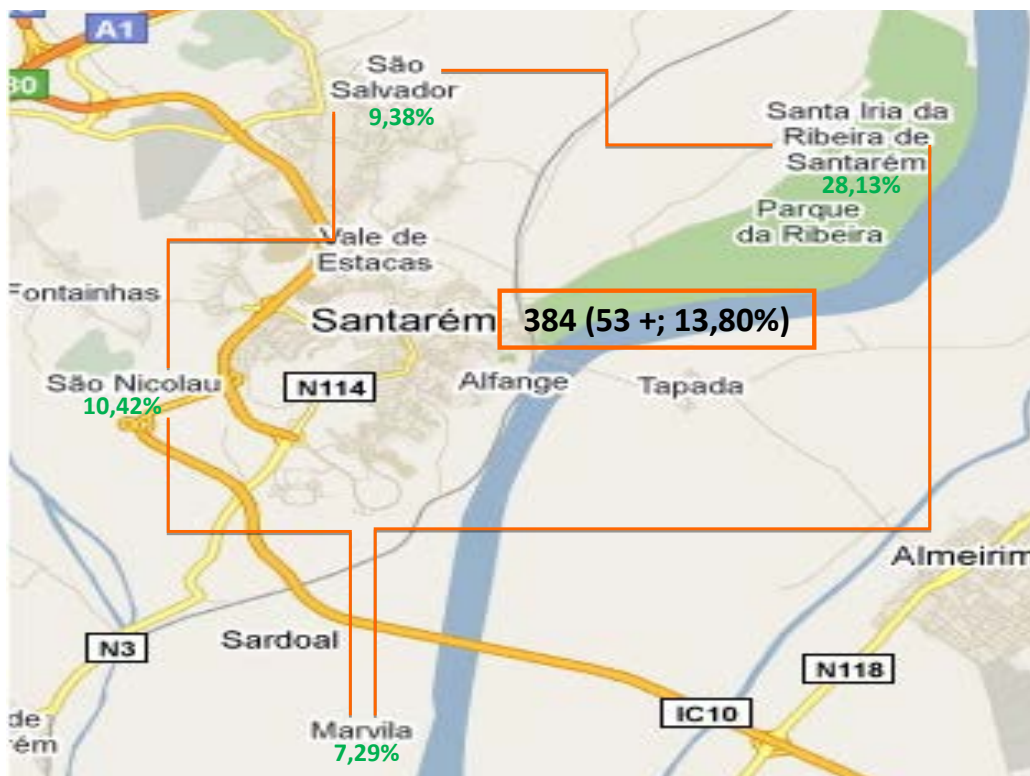 A1
São
Salvador
9,38%
Santa Iria da
Ribeira de
Santarém
28,13%
Parque
da Ribeira
Vale de
Estacas
Fontainhas
Santarém
384 (53 +; 13,80%)
São Nicolau
10,42%
N114
Alfange
Tapada
Almeirim
Sardoal
N3
N118
IC10
Marvila
7,29%
de